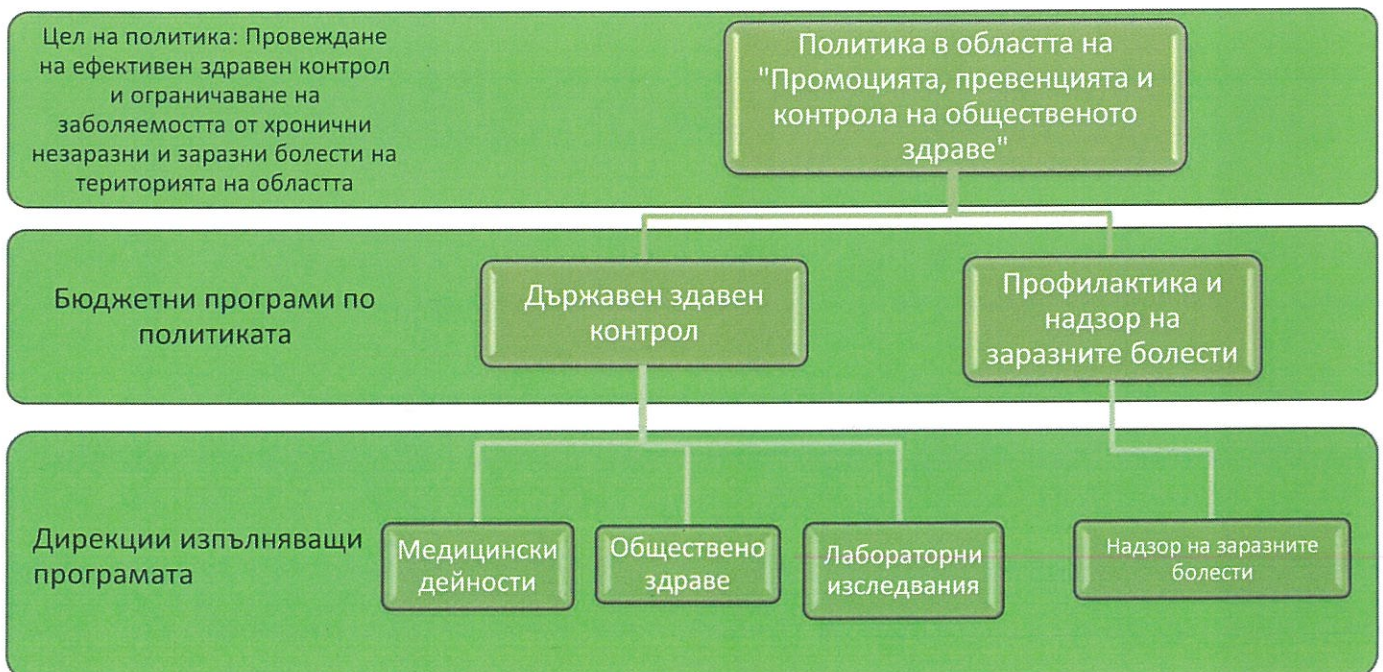 Цел на политика: Провеждане
на ефективен здравен контрол
и ограничаване на
заболяемостта от хронични
незаразни и заразни болести на
територията на областта
Политика в областта на
"Промоцията, превенцията и
контрола на общественото
здраве"
Бюджетни програми по
политиката
Държавен здавен
контрол
Профилактика и
надзор на
заразните болести
Дирекции изпълняващи
програмата
Медицински
дейности
Обществено
здраве
Лабораторни
изследвания
Надзор на заразните
болести